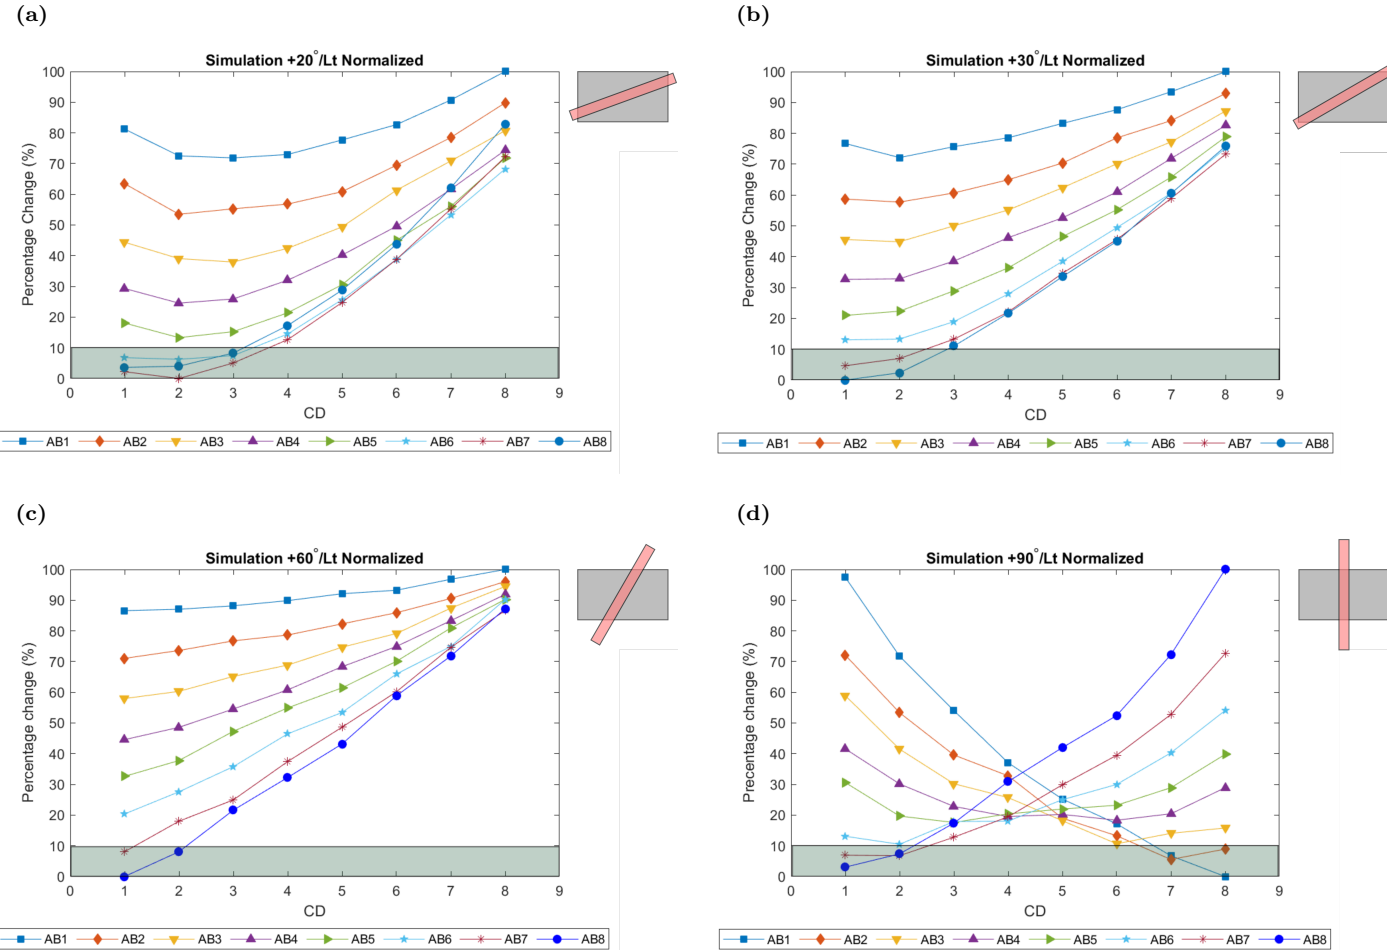 (a)
Simulation +20°/Lt Normalized
Percentage Change (%)
100
90
80
70
60
50
40
30
20
10
0
0 1 2 3 4 5 6 7 8 9
CD
AB1 AB2 AB3 AB4 AB5 AB6 AB7 AB8
(b)
Simulation +30°/Lt Normalized
Percentage Change (%)
100
90
80
70
60
50
40
30
20
10
0
0 1 2 3 4 5 6 7 8 9
CD
AB1 AB2 AB3 AB4 AB5 AB6 AB7 AB8
(c)
Simulation +60°/Lt Normalized
Percentage change (%)
100
90
80
70
60
50
40
30
20
10
0
0 1 2 3 4 5 6 7 8 9
CD
AB1 AB2 AB3 AB4 AB5 AB6 AB7 AB8
(d)
Simulation +90°/Lt Normalized
Precentage change (%)
100
90
80
70
60
50
40
30
20
10
0
0 1 2 3 4 5 6 7 8 9
CD
AB1 AB2 AB3 AB4 AB5 AB6 AB7 AB8